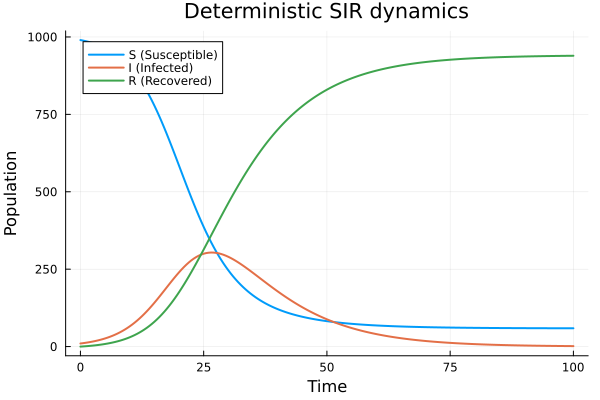 Deterministic SIR dynamics
1000
S (Susceptible)
I (Infected)
R (Recovered)
750
500
250
0
Population
0 25 50 75 100
Time